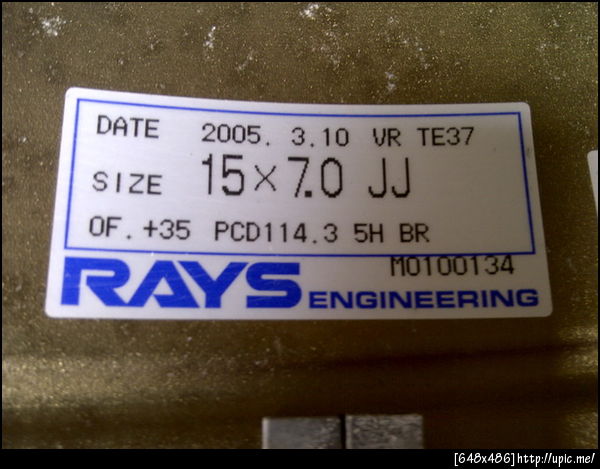 DATE 2005. 3.10 VR TE37
SIZE 15×7.0 JJ
OF. +35 PCD114.3 5H BR
M0100134
RAYS ENGINEERING
[648x486]http://upic.me/